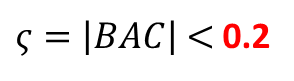 ς = |BAC| < 0.2